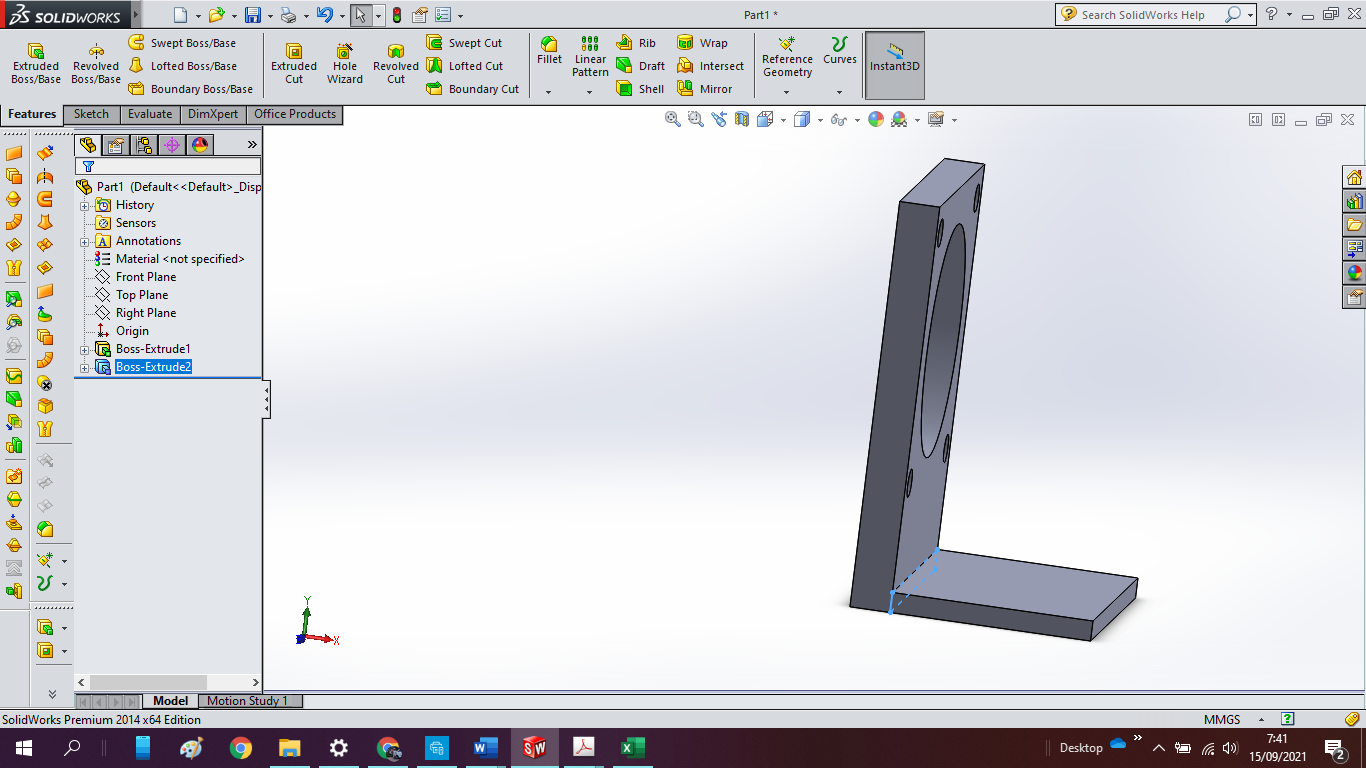 SOLIDWORKS
Part1 *
Search SolidWorks Help
Extruded Boss/Base
Revolved Boss/Base
Swept Boss/Base
Lofted Boss/Base
Boundary Boss/Base
Extruded Cut
Hole Wizard
Revolved Cut
Swept Cut
Lofted Cut
Boundary Cut
Fillet
Linear Pattern
Rib
Draft
Shell
Wrap
Intersect
Mirror
Reference Geometry
Curves
Instant3D
Features
Sketch
Evaluate
DimXpert
Office Products
Part1 (Default<<Default>_Disp
History
Sensors
Annotations
Material <not specified>
Front Plane
Top Plane
Right Plane
Origin
Boss-Extrude1
Boss-Extrude2
Y
X
Model
Motion Study 1
SolidWorks Premium 2014 x64 Edition
MMGS
Desktop
7:41
15/09/2021
2